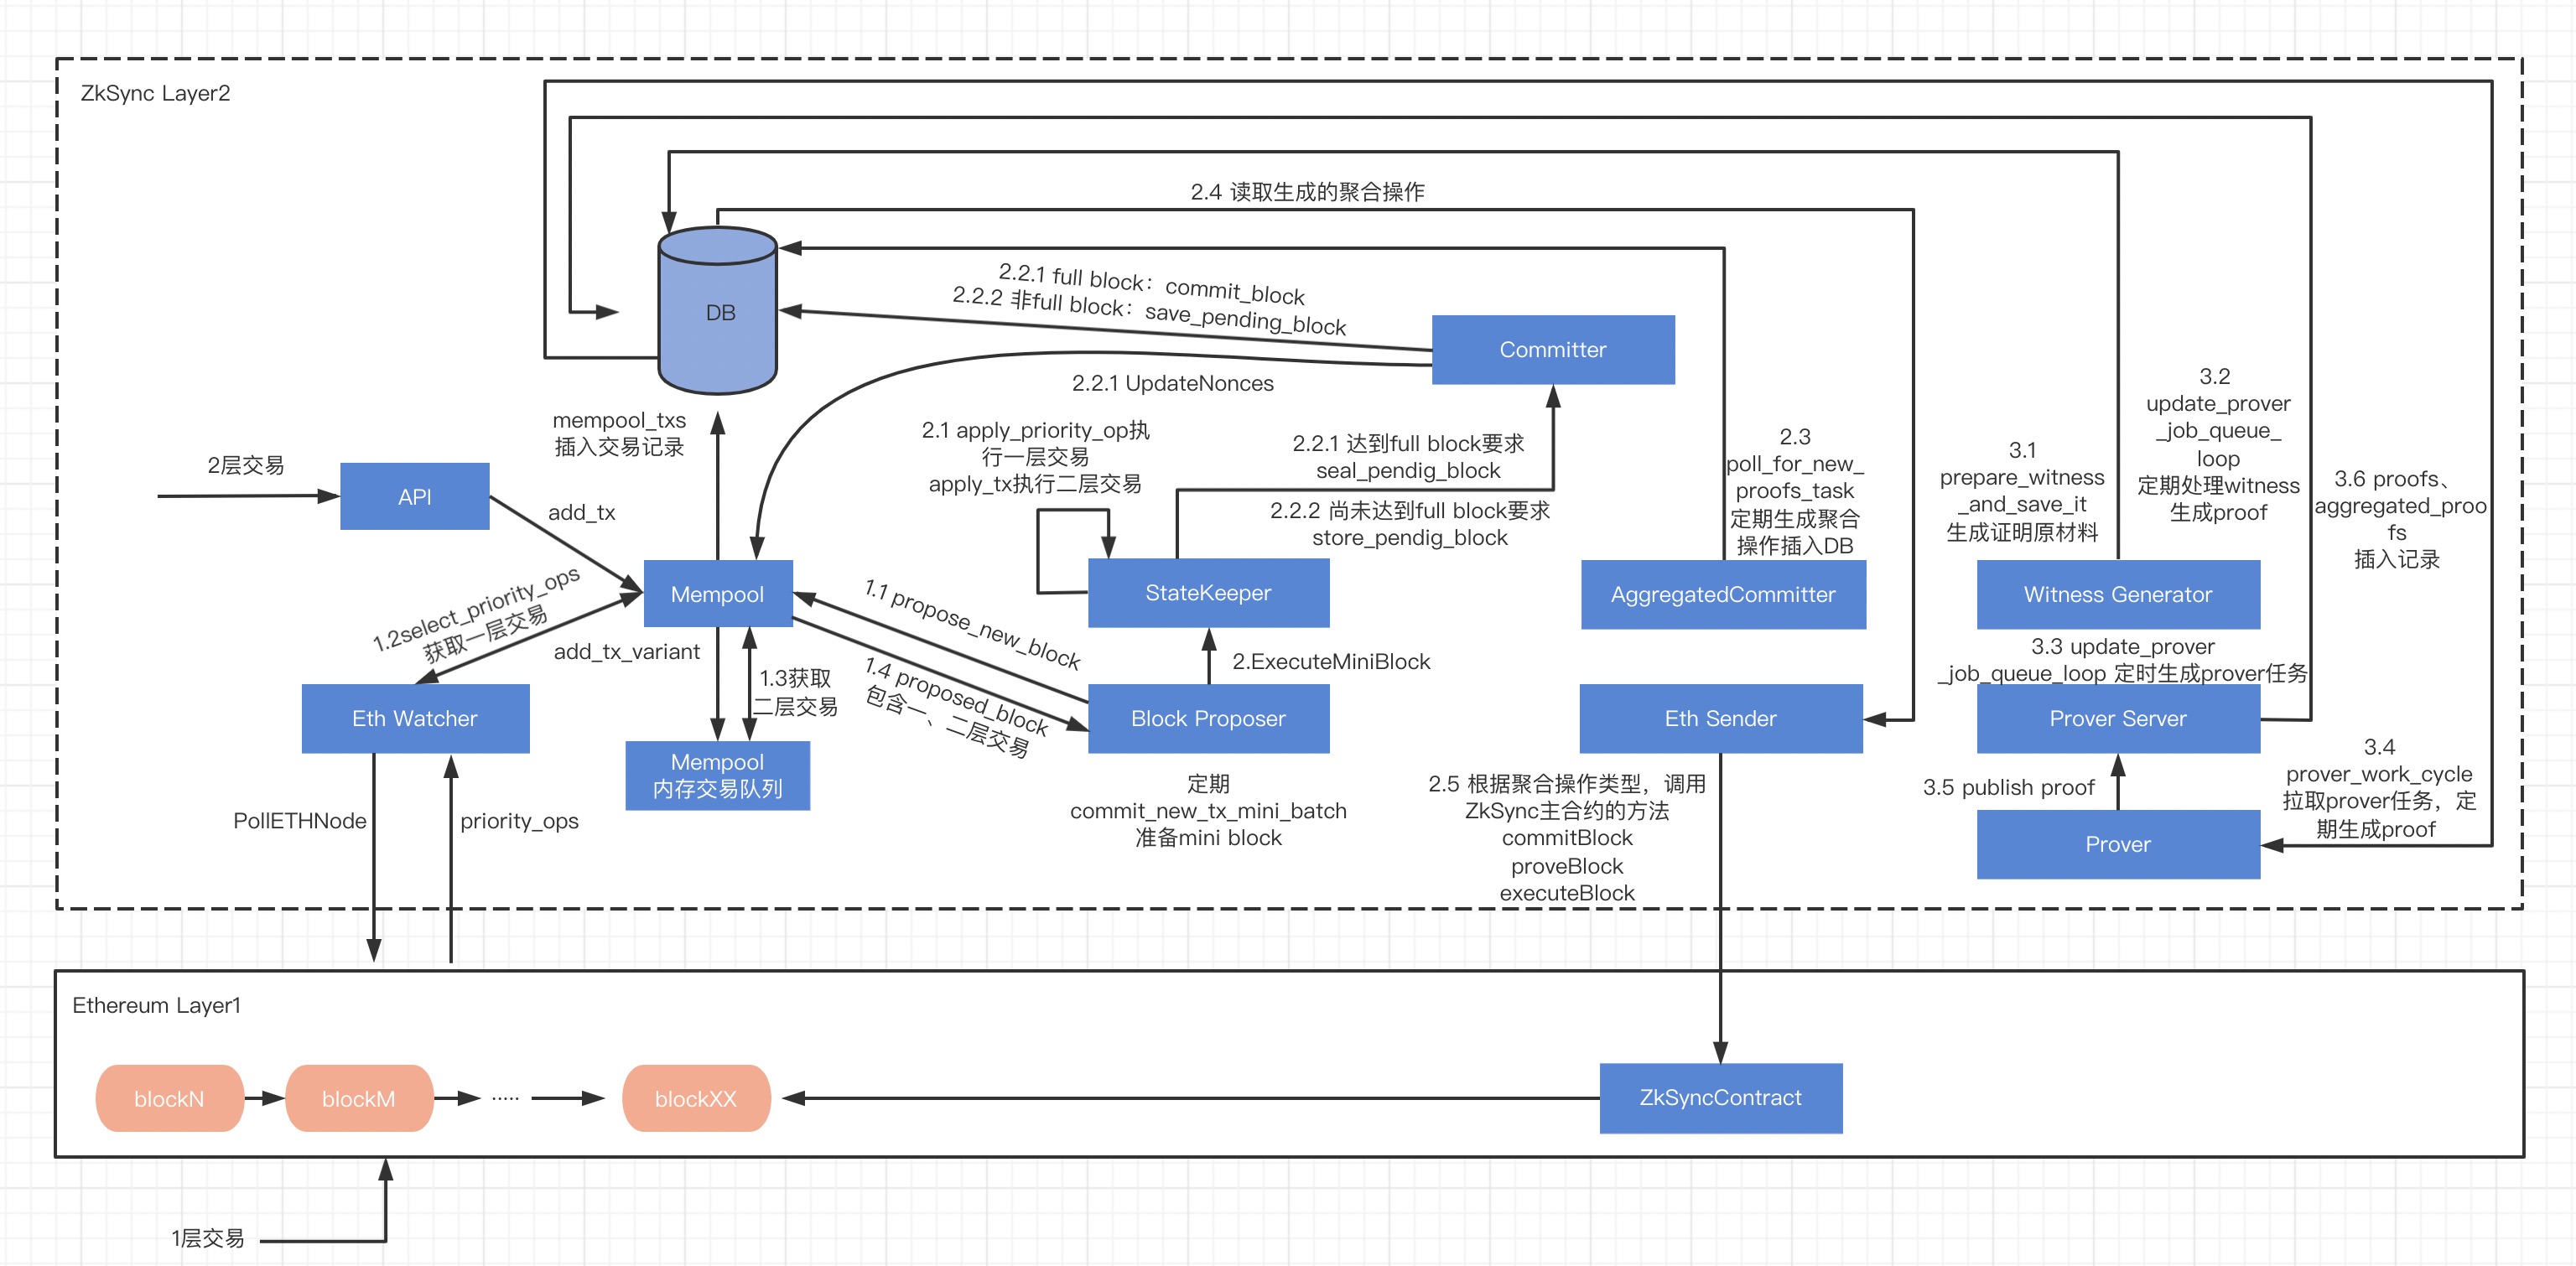 ZkSync Layer2
2.4 读取生成的聚合操作
2.2.1 full block：commit_block
2.2.2 非full block：save_pending_block
DB
Committer
2.2.1 UpdateNonces
mempool_txs
插入交易记录
2.1 apply_priority_op执
行一层交易
apply_tx执行二层交易
2.2.1 达到full block要求
seal_pendig_block
2.2.2 尚未达到full block要求
store_pendig_block
2.3
poll_for_new_
proofs_task
定期生成聚合
操作插入DB
3.1
prepare_witness
_and_save_it
生成证明原材料
3.2
update_prover
_job_queue_
loop
定期处理witness
生成proof
3.6 proofs、
aggregated_proo
fs
插入记录
2层交易
API
add_tx
1.2select_priority_ops
获取一层交易
Mempool
1.1 propose_new_block
StateKeeper
AggregatedCommitter
Witness Generator
add_tx_variant
1.3获取
二层交易
1.4 proposed_block
包含一、二层交易
2.ExecuteMiniBlock
3.3 update_prover
_job_queue_loop 定时生成prover任务
Eth Watcher
Block Proposer
Eth Sender
Prover Server
Mempool
内存交易队列
PollETHNode
priority_ops
定期
commit_new_tx_mini_batch
准备mini block
2.5 根据聚合操作类型，调用
ZkSync主合约的方法
commitBlock
proveBlock
executeBlock
3.5 publish proof
3.4
prover_work_cycle
拉取prover任务，定
期生成proof
Prover
Ethereum Layer1
blockN
blockM
·····
blockXX
ZkSyncContract
1层交易